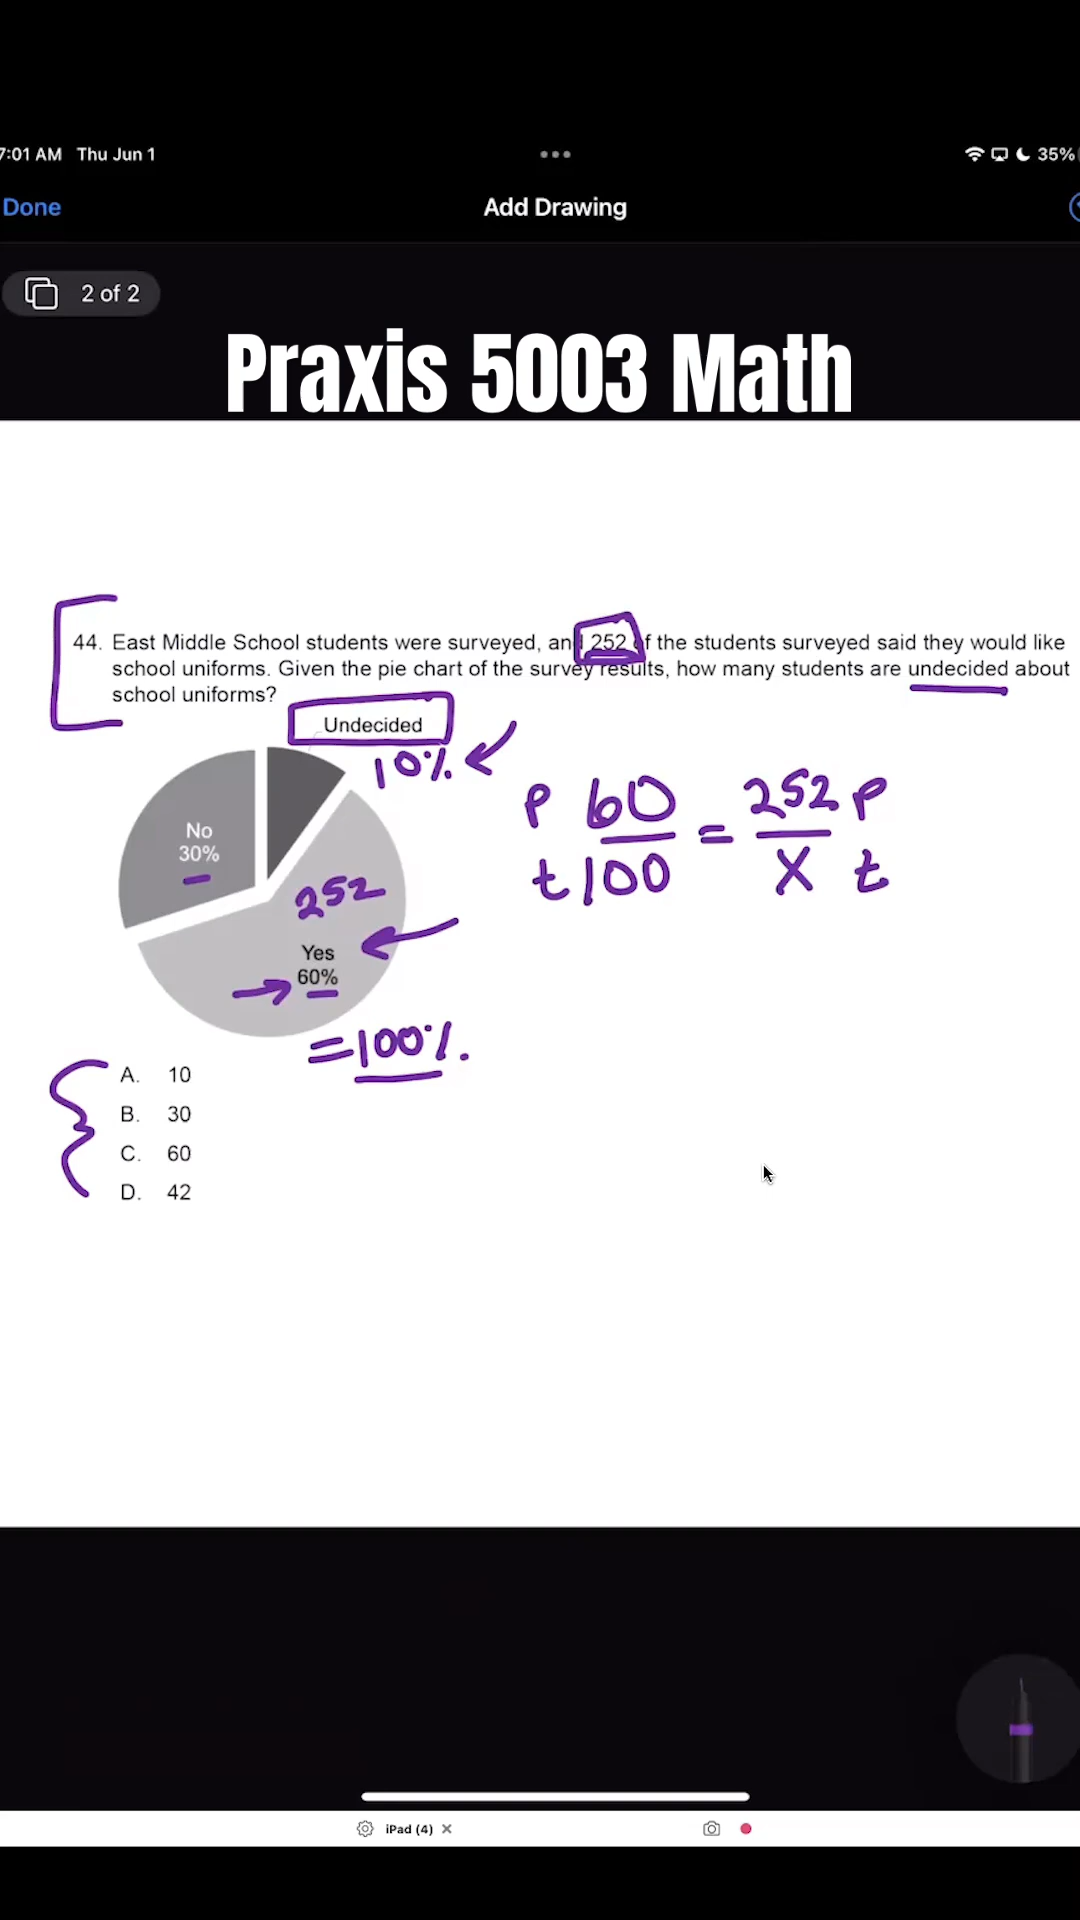 7:01 AM Thu Jun 1
35%
Done
Add Drawing
2 of 2
Praxis 5003 Math
44. East Middle School students were surveyed, and 252 of the students surveyed said they would like
school uniforms. Given the pie chart of the survey results, how many students are undecided about
school uniforms?
Undecided
10%
No
30%
252
Yes
60%
=100%.
P 60 = 252 P
t 100 X t
A. 10
B. 30
C. 60
D. 42
iPad (4)